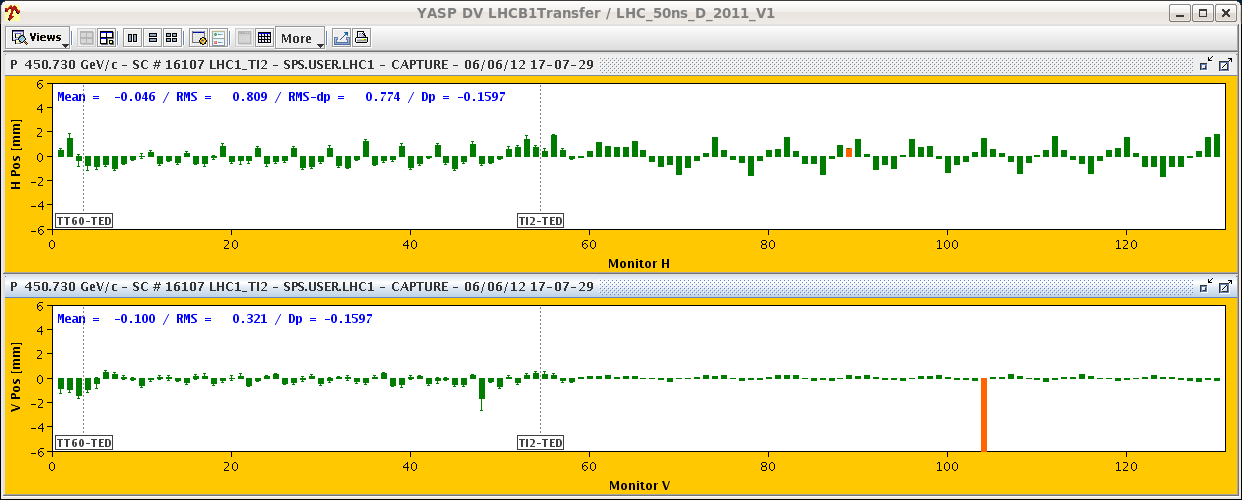 YASP DV LHCB1Transfer / LHC_50ns_D_2011_V1
Views More
P 450.730 GeV/c - SC # 16107 LHC1_TI2 - SPS.USER.LHC1 - CAPTURE - 06/06/12 17-07-29
Mean = -0.046 / RMS = 0.809 / RMS-dp = 0.774 / Dp = -0.1597
H Pos [mm]
6
4
2
0
-2
-4
-6
TT60-TED TI2-TED
0 20 40 60 80 100 120
Monitor H
P 450.730 GeV/c - SC # 16107 LHC1_TI2 - SPS.USER.LHC1 - CAPTURE - 06/06/12 17-07-29
Mean = -0.100 / RMS = 0.321 / Dp = -0.1597
V Pos [mm]
6
4
2
0
-2
-4
-6
TT60-TED TI2-TED
0 20 40 60 80 100 120
Monitor V